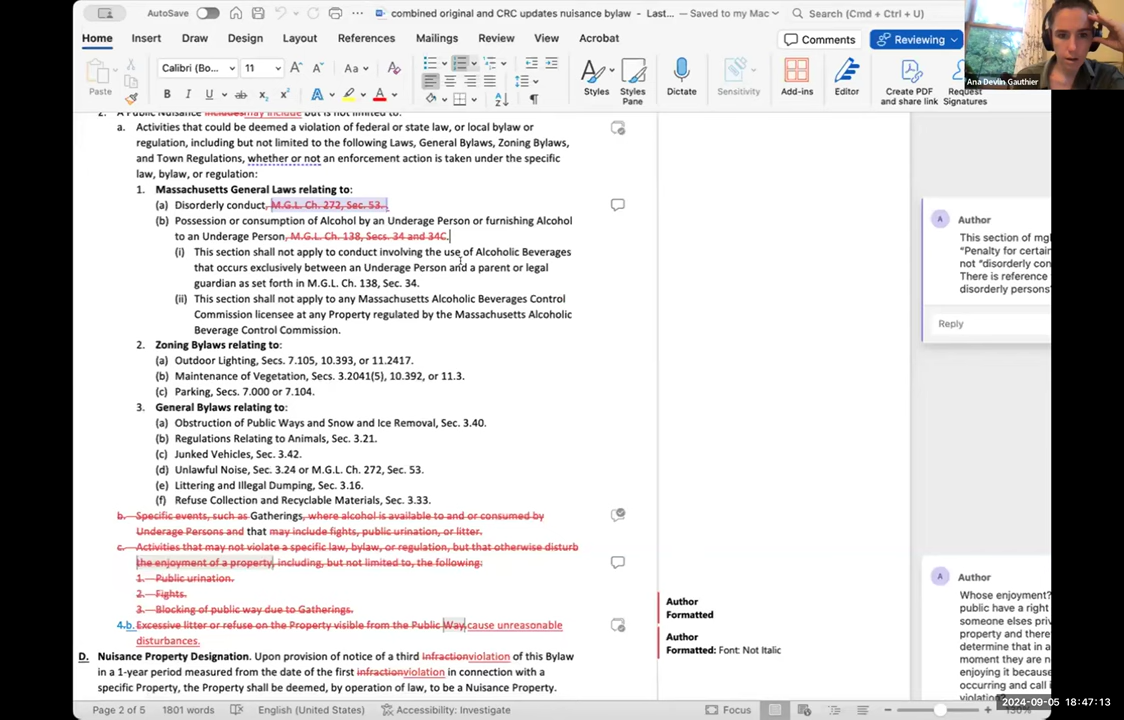 AutoSave
combined original and CRC updates nuisance bylaw - Last... — Saved to my Mac
Search (Cmd + Ctrl + U)
Home Insert Draw Design Layout References Mailings Review View Acrobat
Comments Reviewing
Paste
Calibri (Bo... 11
Styles
Styles Pane
Dictate
Sensitivity
Add-ins
Editor
Create PDF and share link
Request Signatures
Ana Devlin Gauthier
2. A Public Nuisance includesmay include but is not limited to:
a. Activities that could be deemed a violation of federal or state law, or local bylaw or
regulation, including but not limited to the following Laws, General Bylaws, Zoning Bylaws,
and Town Regulations, whether or not an enforcement action is taken under the specific
law, bylaw, or regulation:
1. Massachusetts General Laws relating to:
(a) Disorderly conduct, M.G.L. Ch. 272, Sec. 53.
(b) Possession or consumption of Alcohol by an Underage Person or furnishing Alcohol
to an Underage Person, M.G.L. Ch. 138, Secs. 34 and 34C.
(i) This section shall not apply to conduct involving the use of Alcoholic Beverages
that occurs exclusively between an Underage Person and a parent or legal
guardian as set forth in M.G.L. Ch. 138, Sec. 34.
(ii) This section shall not apply to any Massachusetts Alcoholic Beverages Control
Commission licensee at any Property regulated by the Massachusetts Alcoholic
Beverage Control Commission.
2. Zoning Bylaws relating to:
(a) Outdoor Lighting, Secs. 7.105, 10.393, or 11.2417.
(b) Maintenance of Vegetation, Secs. 3.2041(5), 10.392, or 11.3.
(c) Parking, Secs. 7.000 or 7.104.
3. General Bylaws relating to:
(a) Obstruction of Public Ways and Snow and Ice Removal, Sec. 3.40.
(b) Regulations Relating to Animals, Sec. 3.21.
(c) Junked Vehicles, Sec. 3.42.
(d) Unlawful Noise, Sec. 3.24 or M.G.L. Ch. 272, Sec. 53.
(e) Littering and Illegal Dumping, Sec. 3.16.
(f) Refuse Collection and Recyclable Materials, Sec. 3.33.
b. Specific events, such as Gatherings, where alcohol is available to and or consumed by
Underage Persons and that may include fights, public urination, or litter.
c. Activities that may not violate a specific law, bylaw, or regulation, but that otherwise disturb
the enjoyment of a property, including, but not limited to, the following:
1. Public urination.
2. Fights.
3. Blocking of public way due to Gatherings.
4.b. Excessive litter or refuse on the Property visible from the Public Way.cause unreasonable
disturbances.
D. Nuisance Property Designation. Upon provision of notice of a third Infractionviolation of this Bylaw
in a 1-year period measured from the date of the first infractionviolation in connection with a
specific Property, the Property shall be deemed, by operation of law, to be a Nuisance Property.
Author
Formatted
Author
Formatted: Font: Not Italic
A Author
This section of mgl
"Penalty for certain
not "disorderly con
There is reference
disorderly persons"
Reply
A Author
Whose enjoyment?
public have a right
someone elses priv
property and there
determine that in a
moment they are n
enjoying it because
occurring and call i
violatio
Page 2 of 5 1801 words English (United States) Accessibility: Investigate Focus
2024-09-05 18:47:13